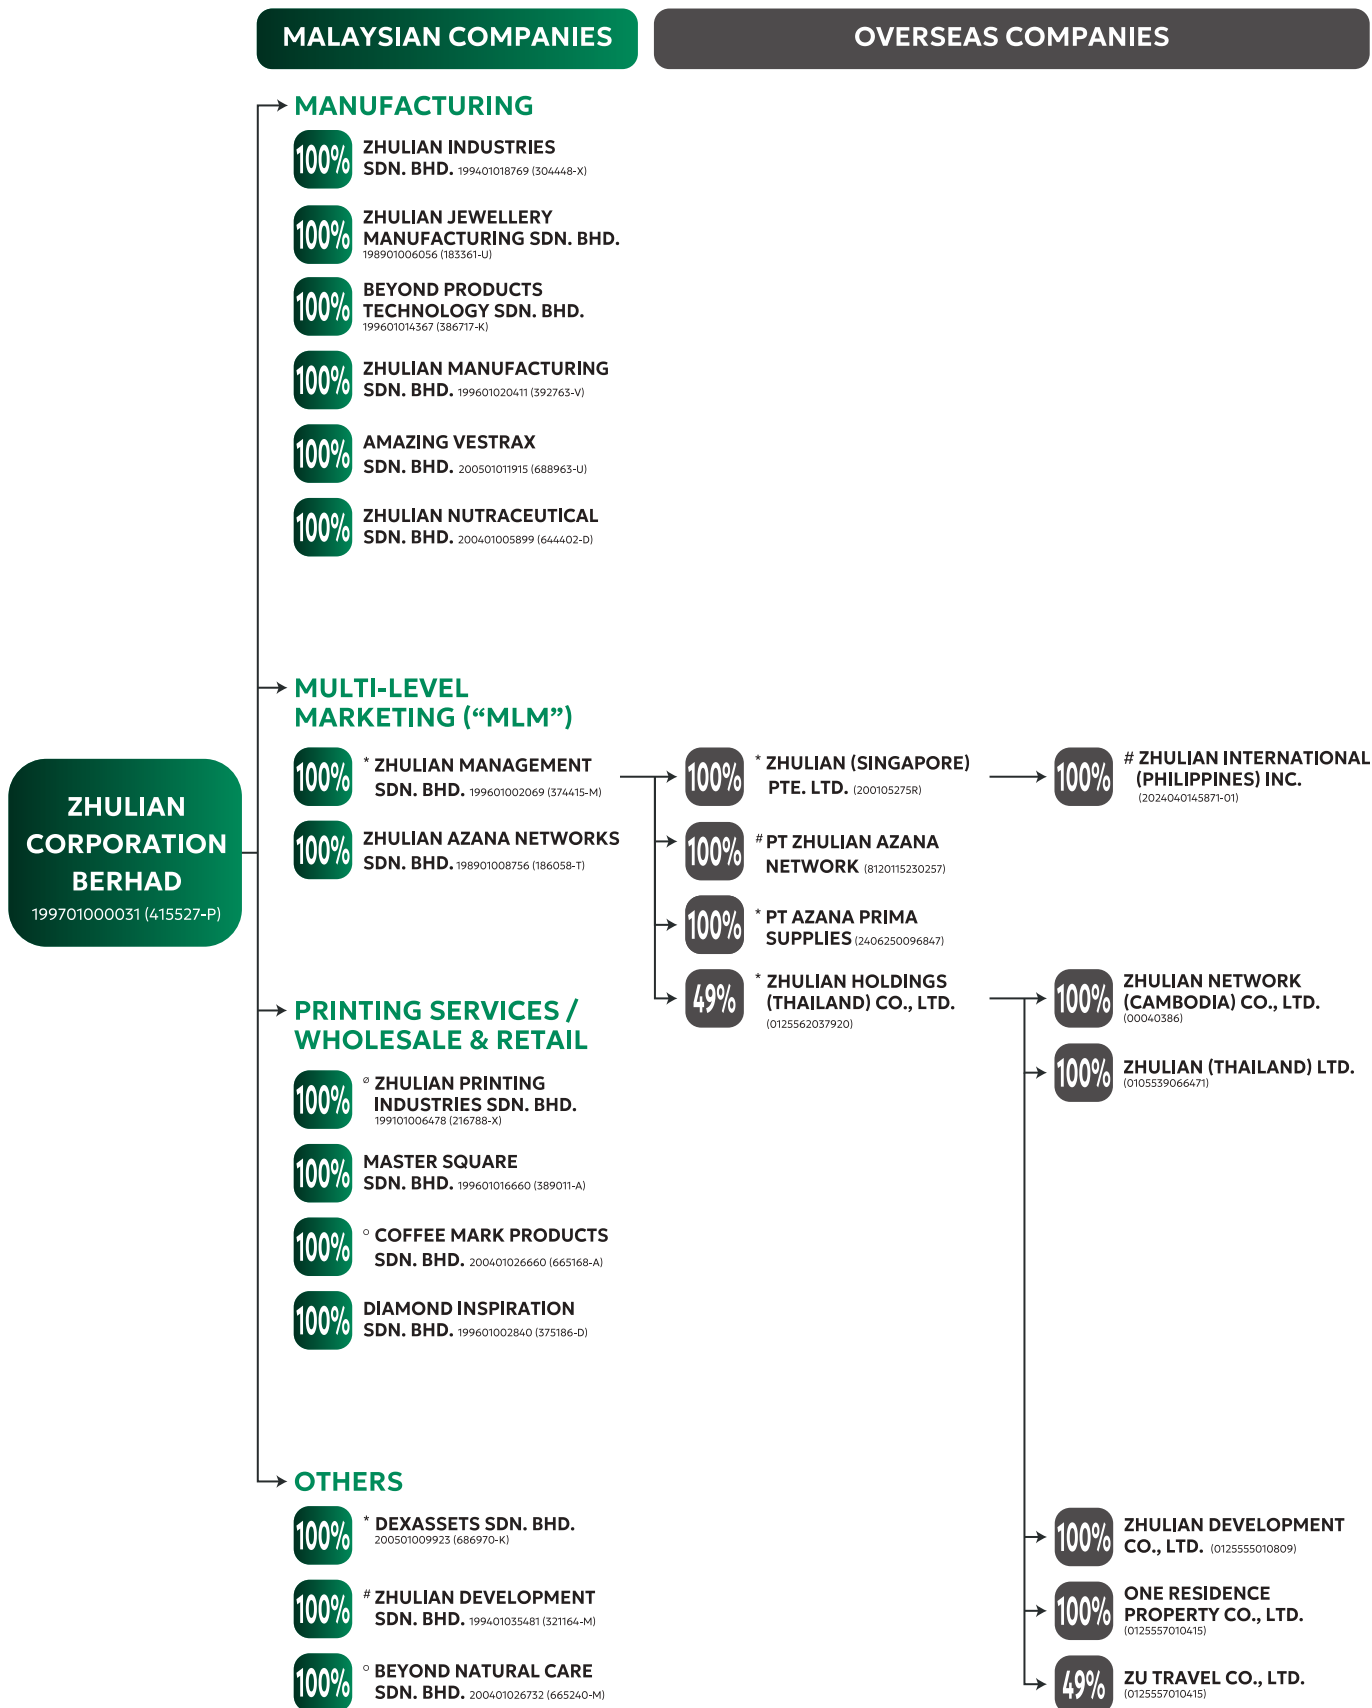 MALAYSIAN COMPANIES
OVERSEAS COMPANIES
ZHULIAN
CORPORATION
BERHAD
199701000031 (415527-P)
MANUFACTURING
100%
ZHULIAN INDUSTRIES
SDN. BHD. 199401018769 (304448-X)
100%
ZHULIAN JEWELLERY
MANUFACTURING SDN. BHD.
198901006056 (183361-U)
100%
BEYOND PRODUCTS
TECHNOLOGY SDN. BHD.
199601014367 (386717-K)
100%
ZHULIAN MANUFACTURING
SDN. BHD. 199601020411 (392763-V)
100%
AMAZING VESTRAX
SDN. BHD. 200501011915 (688963-U)
100%
ZHULIAN NUTRACEUTICAL
SDN. BHD. 200401005899 (644402-D)
MULTI-LEVEL
MARKETING (“MLM”)
100%
* ZHULIAN MANAGEMENT
SDN. BHD. 199601002069 (374415-M)
100%
ZHULIAN AZANA NETWORKS
SDN. BHD. 198901008756 (186058-T)
100%
* ZHULIAN (SINGAPORE)
PTE. LTD. (200105275R)
100%
# ZHULIAN INTERNATIONAL
(PHILIPPINES) INC.
(2024040145871-01)
100%
# PT ZHULIAN AZANA
NETWORK (8120115230257)
100%
* PT AZANA PRIMA
SUPPLIES (2406250096847)
49%
* ZHULIAN HOLDINGS
(THAILAND) CO., LTD.
(0125562037920)
100%
ZHULIAN NETWORK
(CAMBODIA) CO., LTD.
(00040386)
100%
ZHULIAN (THAILAND) LTD.
(0105539066471)
PRINTING SERVICES /
WHOLESALE & RETAIL
100%
ø ZHULIAN PRINTING
INDUSTRIES SDN. BHD.
199101006478 (216788-X)
100%
MASTER SQUARE
SDN. BHD. 199601016660 (389011-A)
100%
o COFFEE MARK PRODUCTS
SDN. BHD. 200401026660 (665168-A)
100%
DIAMOND INSPIRATION
SDN. BHD. 199601002840 (375186-D)
OTHERS
100%
* DEXASSETS SDN. BHD.
200501009923 (686970-K)
100%
# ZHULIAN DEVELOPMENT
SDN. BHD. 199401035481 (321164-M)
100%
o BEYOND NATURAL CARE
SDN. BHD. 200401026732 (665240-M)
100%
ZHULIAN DEVELOPMENT
CO., LTD. (0125555010809)
100%
ONE RESIDENCE
PROPERTY CO., LTD.
(0125557010415)
49%
ZU TRAVEL CO., LTD.
(0125557010415)